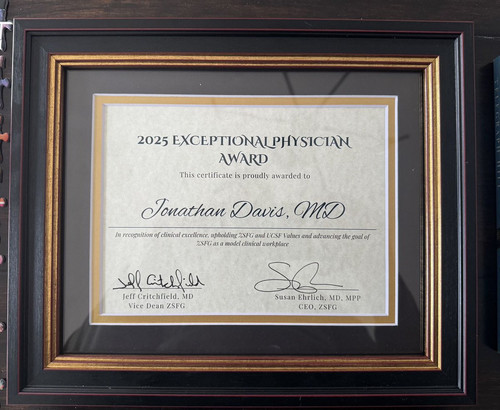 2025 EXCEPTIONAL PHYSICIAN
AWARD
This certificate is proudly awarded to
Jonathan Davis, MD
In recognition of clinical excellence, upholding ZSFG and UCSF Values and advancing the goal of
ZSFG as a model clinical workplace
Jeff Critchfield
Jeff Critchfield, MD
Vice Dean ZSFG
Susan Ehrlich, MD, MPP
CEO, ZSFG